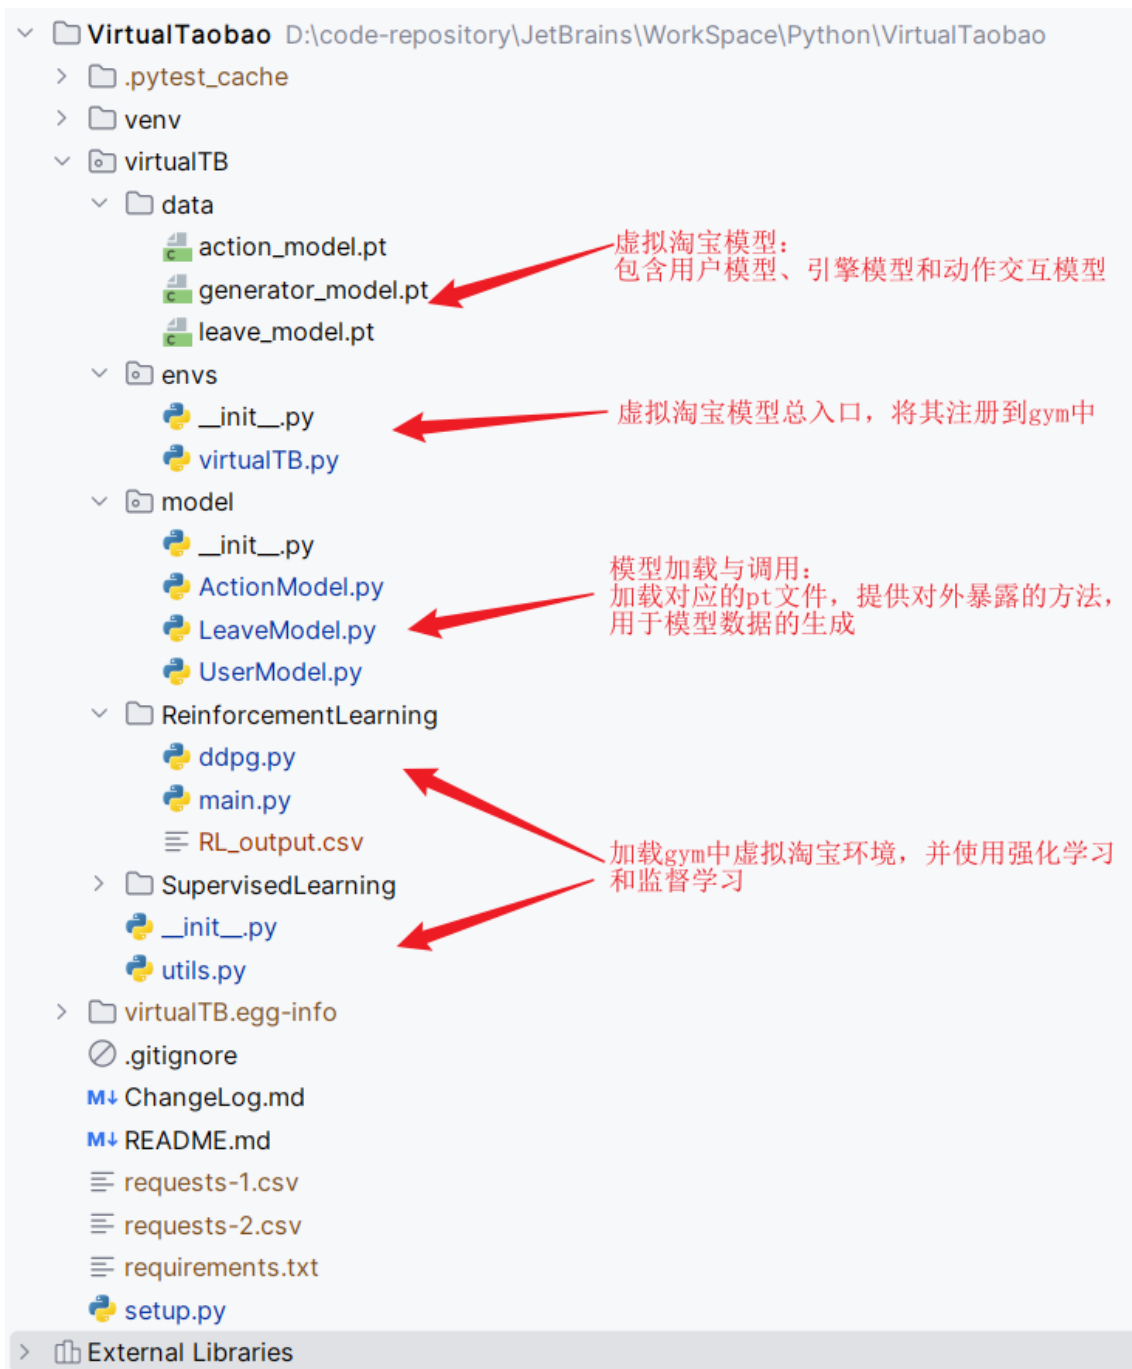 VirtualTaobao D:\code-repository\JetBrains\WorkSpace\Python\VirtualTaobao
.pytest_cache
venv
virtualTB
data
action_model.pt
generator_model.pt
leave_model.pt
虚拟淘宝模型：
包含用户模型、引擎模型和动作交互模型
envs
__init__.py
virtualTB.py
虚拟淘宝模型总入口，将其注册到gym中
model
__init__.py
ActionModel.py
LeaveModel.py
UserModel.py
模型加载与调用：
加载对应的pt文件，提供对外暴露的方法，
用于模型数据的生成
ReinforcementLearning
ddpg.py
main.py
RL_output.csv
加载gym中虚拟淘宝环境，并使用强化学习
和监督学习
SupervisedLearning
__init__.py
utils.py
virtualTB.egg-info
.gitignore
M↓ ChangeLog.md
M↓ README.md
requests-1.csv
requests-2.csv
requirements.txt
setup.py
External Libraries